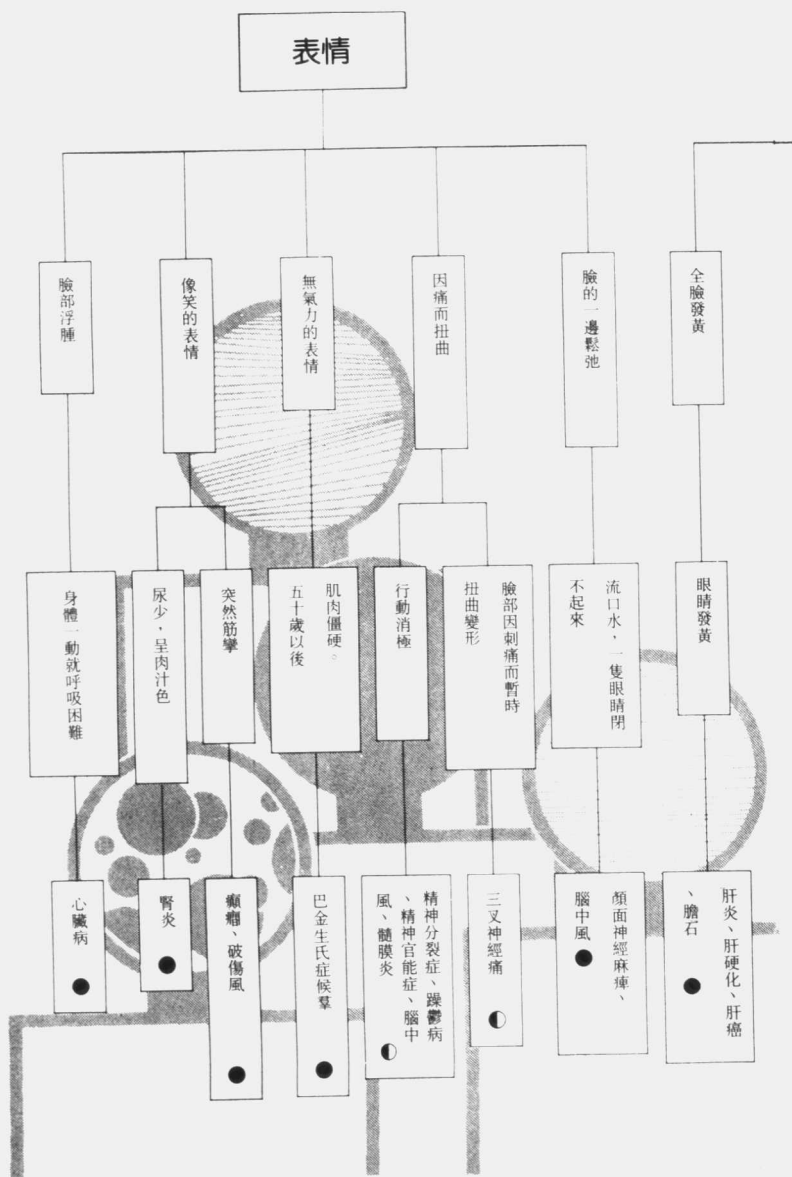 表情
全臉發黃
臉的一邊鬆弛
因痛而扭曲
無氣力的表情
像笑的表情
臉部浮腫
眼睛發黃
流口水，一隻眼睛閉
不起來
臉部因刺痛而暫時
扭曲變形
行動消極
肌肉僵硬。
五十歲以後
突然筋攣
尿少，呈肉汁色
身體一動就呼吸困難
肝炎、肝硬化、肝癌
、膽石
顏面神經麻痺、
腦中風
三叉神經痛
精神分裂症、躁鬱病
、精神官能症、腦中
風、髓膜炎
巴金生氏症候羣
癲癇、破傷風
腎炎
心臟病